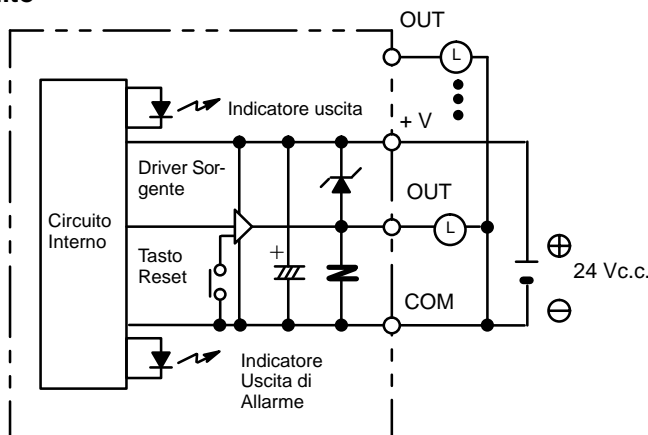 OUT
L
Indicatore uscita
+ V
Driver Sor-
gente
OUT
Circuito
Interno
L
Tasto
Reset
+
⊕
24 Vc.c.
COM
⊖
Indicatore
Uscita di
Allarme